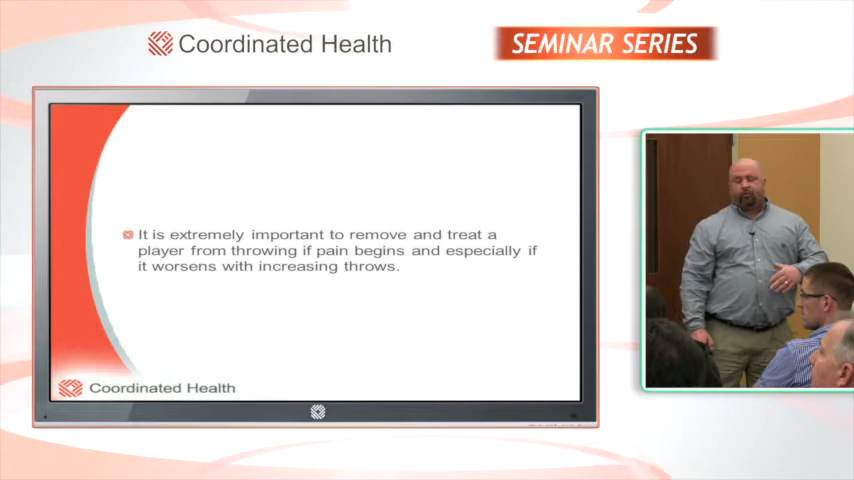 Coordinated Health
SEMINAR SERIES
It is extremely important to remove and treat a
player from throwing if pain begins and especially if
it worsens with increasing throws.
Coordinated Health